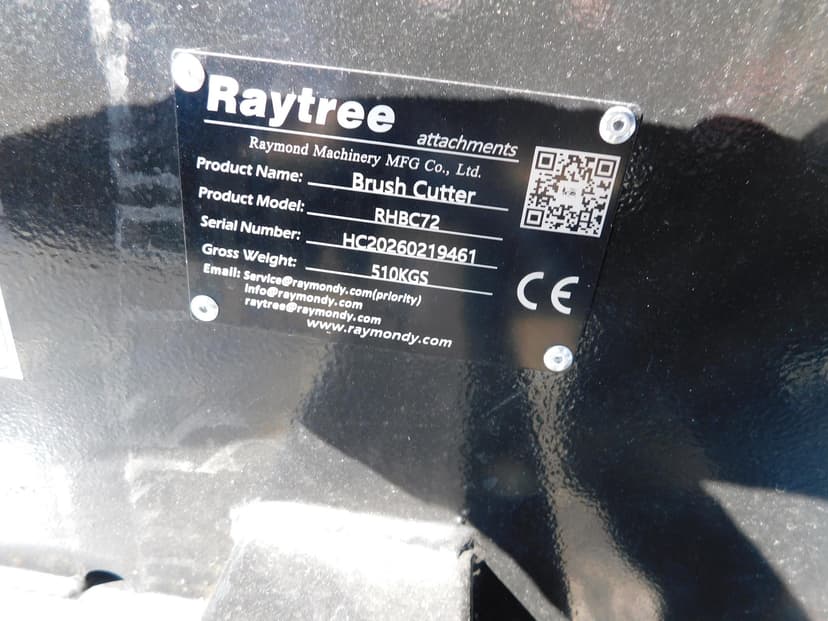 Raytree
attachments
Raymond Machinery MFG Co., Ltd.
Product Name: Brush Cutter
Product Model: RHBC72
Serial Number: HC20260219461
Gross Weight: 510KGS
Email: Service@raymondy.com(priority)
info@raymondy.com
raytree@raymondy.com
www.raymondy.com
CE